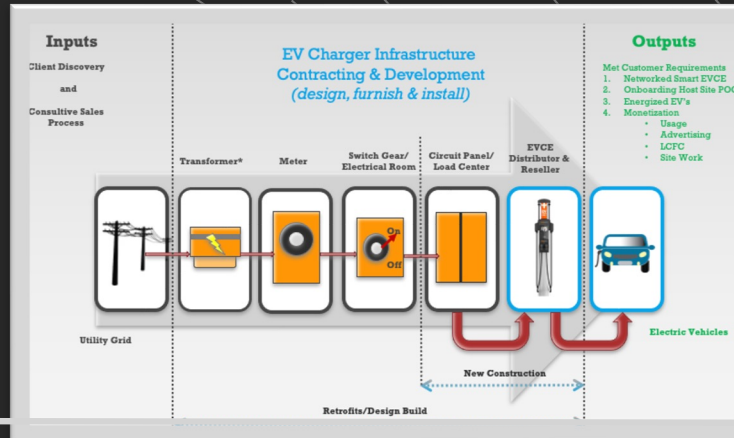 Inputs
Client Discovery
and
Consultive Sales
Process
EV Charger Infrastructure
Contracting & Development
(design, furnish & install)
Outputs
Met Customer Requirements
1. Networked Smart EVCE
2. Onboarding Host Site POC
3. Energized EV's
4. Monetization
• Usage
• Advertising
• LCFC
• Site Work
Transformer*
Meter
Switch Gear/
Electrical Room
Circuit Panel/
Load Center
EVCE
Distributor &
Reseller
On
Off
Utility Grid
Electric Vehicles
New Construction
Retrofits/Design Build